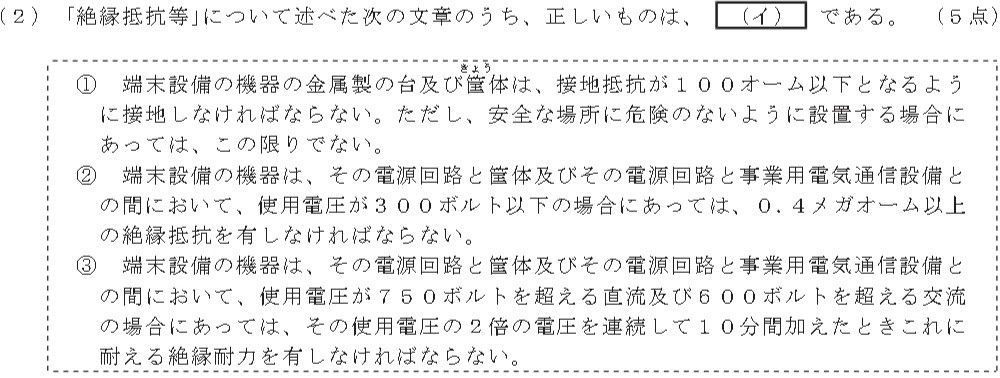 (2) 「絶縁抵抗等」について述べた次の文章のうち、正しいものは、 (イ) である。 (5点)
① 端末設備の機器の金属製の台及び筐体は、接地抵抗が100オーム以下となるよう
きょう
に接地しなければならない。ただし、安全な場所に危険のないように設置する場合に
あっては、この限りでない。
② 端末設備の機器は、その電源回路と筐体及びその電源回路と事業用電気通信設備と
の間において、使用電圧が300ボルト以下の場合にあっては、0.4メガオーム以上
の絶縁抵抗を有しなければならない。
③ 端末設備の機器は、その電源回路と筐体及びその電源回路と事業用電気通信設備と
の間において、使用電圧が750ボルトを超える直流及び600ボルトを超える交流
の場合にあっては、その使用電圧の2倍の電圧を連続して10分間加えたときこれに
耐える絶縁耐力を有しなければならない。